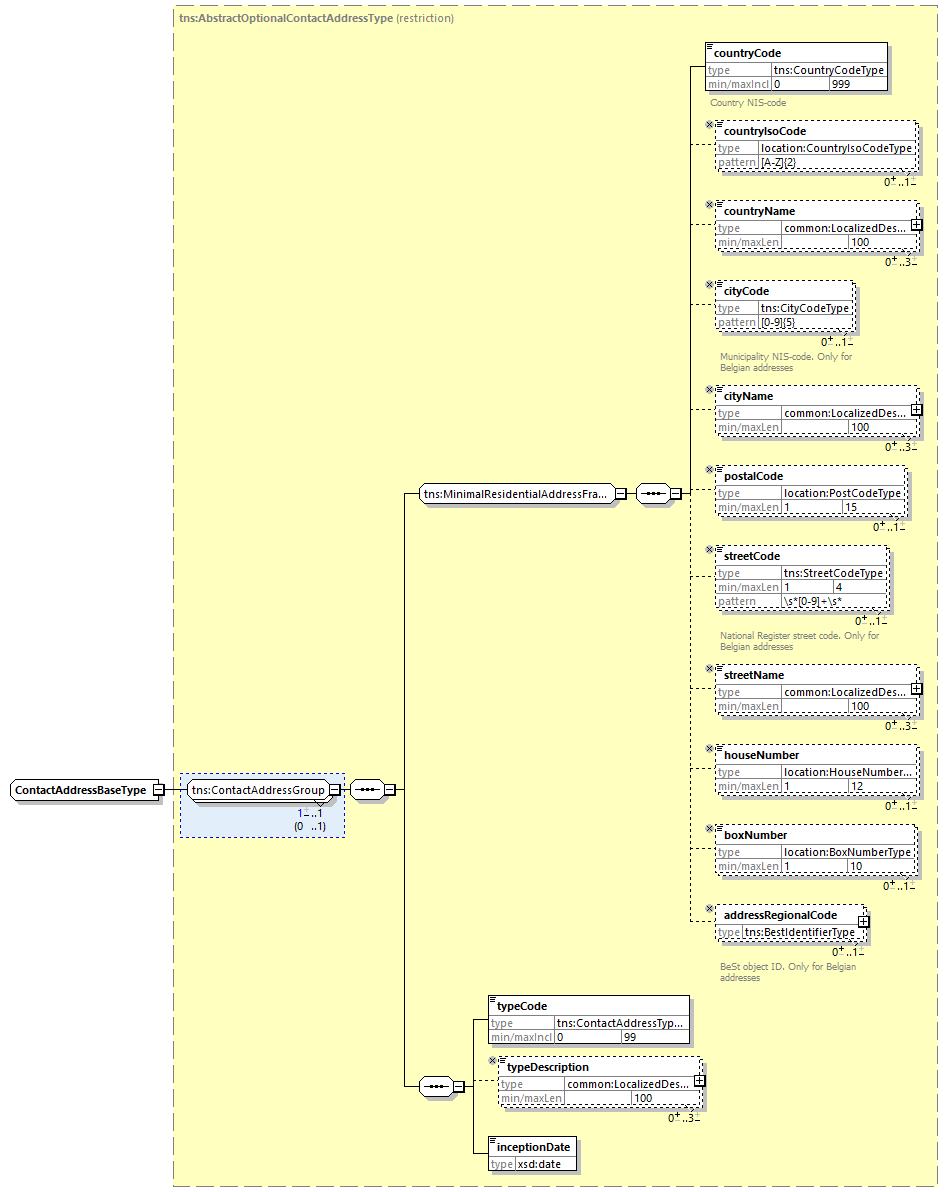 tns:AbstractOptionalContactAddressType (restriction)
countryCode
type tns:CountryCodeType
min/maxIncl 0 999
Country NIS-code
countryIsoCode
type location:CountryIsoCodeType
pattern [A-Z]{2}
0 ..1
countryName
type common:LocalizedDes...
min/maxLen 100
0 ..3
cityCode
type tns:CityCodeType
pattern [0-9]{5}
0 ..1
Municipality NIS-code. Only for
Belgian addresses
cityName
type common:LocalizedDes...
min/maxLen 100
0 ..3
tns:MinimalResidentialAddressFra...
postalCode
type location:PostCodeType
min/maxLen 1 15
0 ..1
streetCode
type tns:StreetCodeType
min/maxLen 1 4
pattern \s*[0-9]+\s*
0 ..1
National Register street code. Only for
Belgian addresses
streetName
type common:LocalizedDes...
min/maxLen 100
0 ..3
houseNumber
type location:HouseNumber...
min/maxLen 1 12
0 ..1
ContactAddressBaseType
tns:ContactAddressGroup
1 ..1
(0 ..1)
boxNumber
type location:BoxNumberType
min/maxLen 1 10
0 ..1
addressRegionalCode
type tns:BestIdentifierType
0 ..1
BeSt object ID. Only for Belgian
addresses
typeCode
type tns:ContactAddressTyp...
min/maxIncl 0 99
typeDescription
type common:LocalizedDes...
min/maxLen 100
0 ..3
inceptionDate
type xsd:date